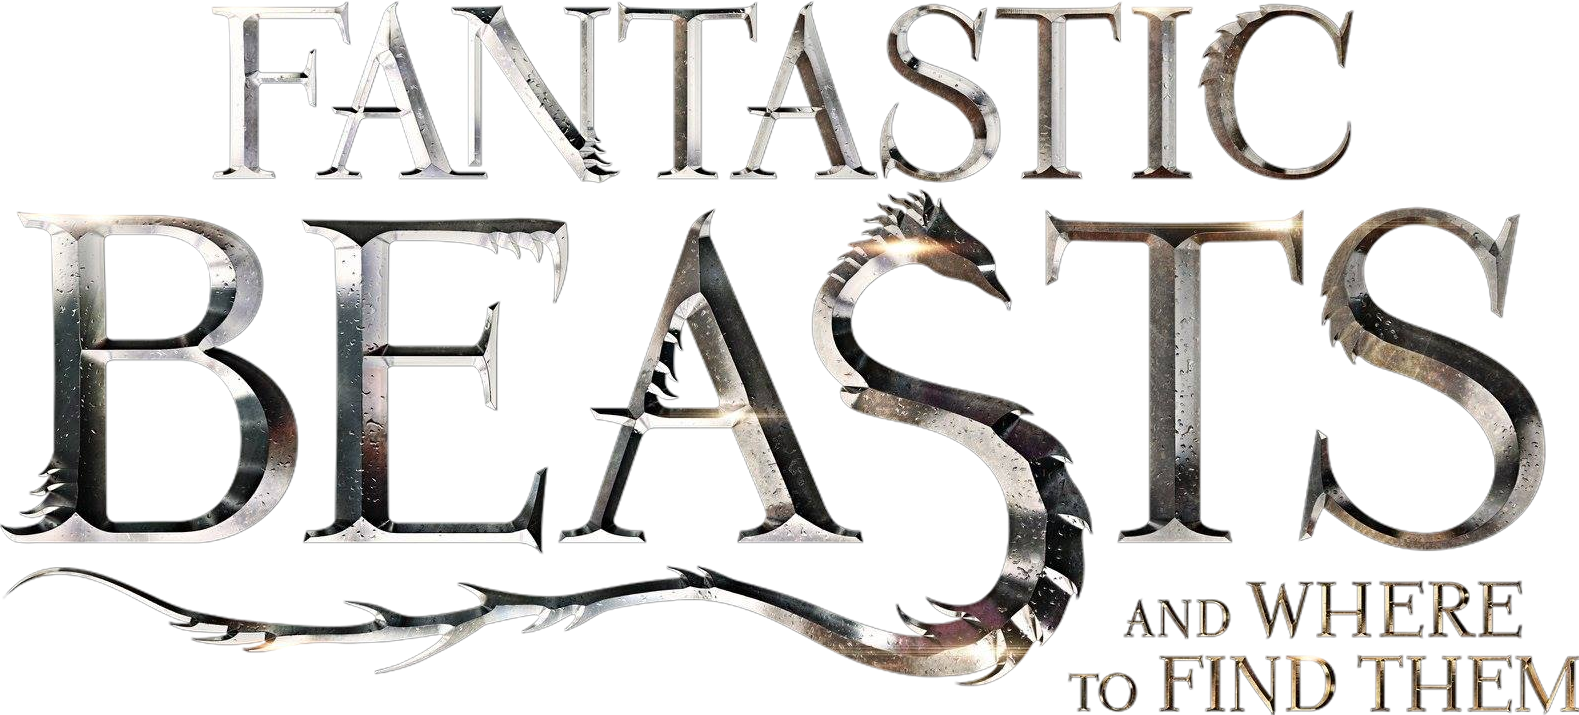 FANTASTIC
BEASTS
AND WHERE
TO FIND THEM